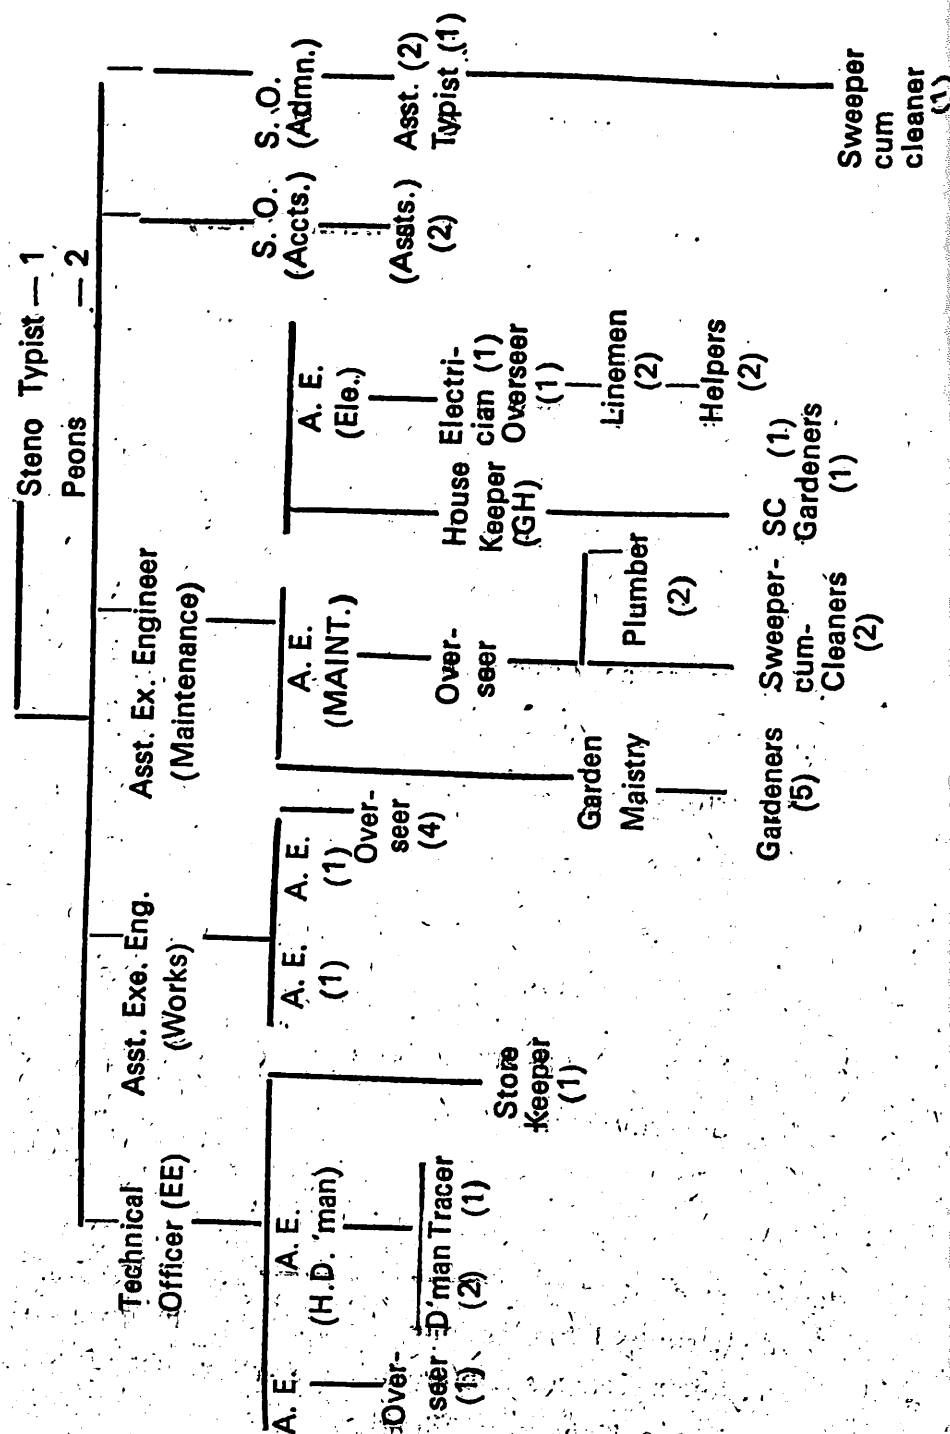 Steno Typist — 1
Peons — 2
Technical
Officer (EE)
Asst. Exe. Eng.
(Works)
Asst. Ex. Engineer
(Maintenance)
S. O.
(Accts.)
S. O.
(Admn.)
A. E.
A. E.
(H.D. 'man)
A. E.
(1)
A. E.
(1)
A. E.
(MAINT.)
A. E.
(Ele.)
(Assts.)
(2)
Asst. (2)
Typist (1)
Over-
seer
(1)
D'man Tracer
(2) (1)
Store
Keeper
(1)
Over-
seer
(4)
Over-
seer
House
Keeper
(GH)
Electri-
cian (1)
Overseer
(1)
Garden
Maistry
Plumber
(2)
Linemen
(2)
Helpers
(2)
Gardeners
(5)
Sweeper-
cum-
Cleaners
(2)
SC (1)
Gardeners
(1)
Sweeper
cum
cleaner
(1)